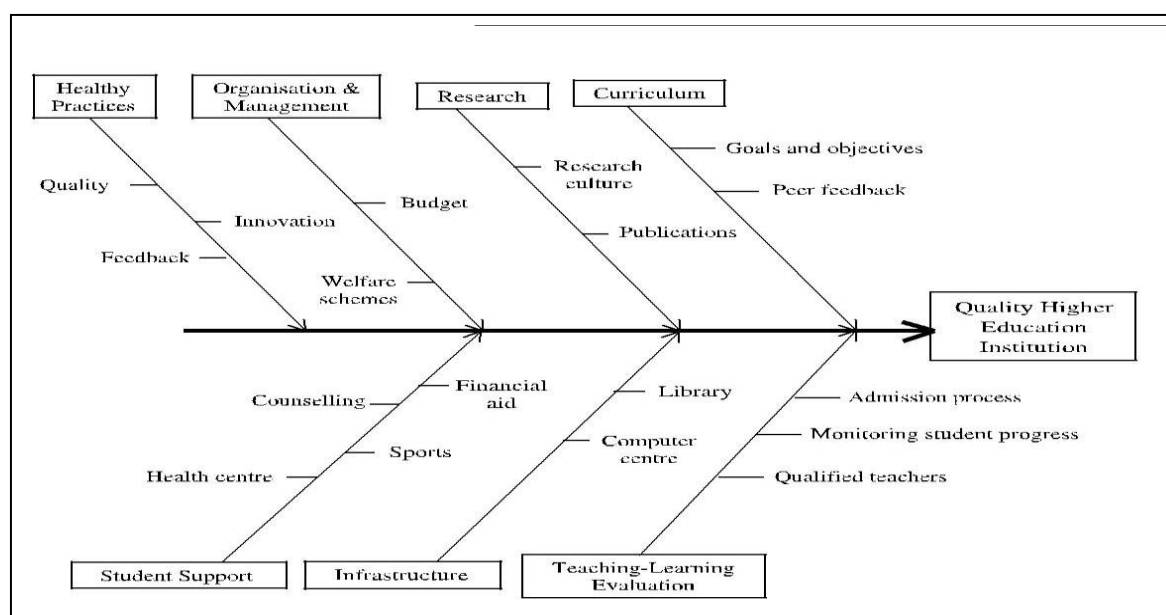 Healthy
Practices
Organisation &
Management
Research
Curriculum
Goals and objectives
Research
culture
Peer feedback
Quality
Budget
Innovation
Publications
Feedback
Welfare
schemes
Quality Higher
Education
Institution
Counselling
Financial
aid
Library
Admission process
Sports
Computer
centre
Monitoring student progress
Health centre
Qualified teachers
Student Support
Infrastructure
Teaching-Learning
Evaluation